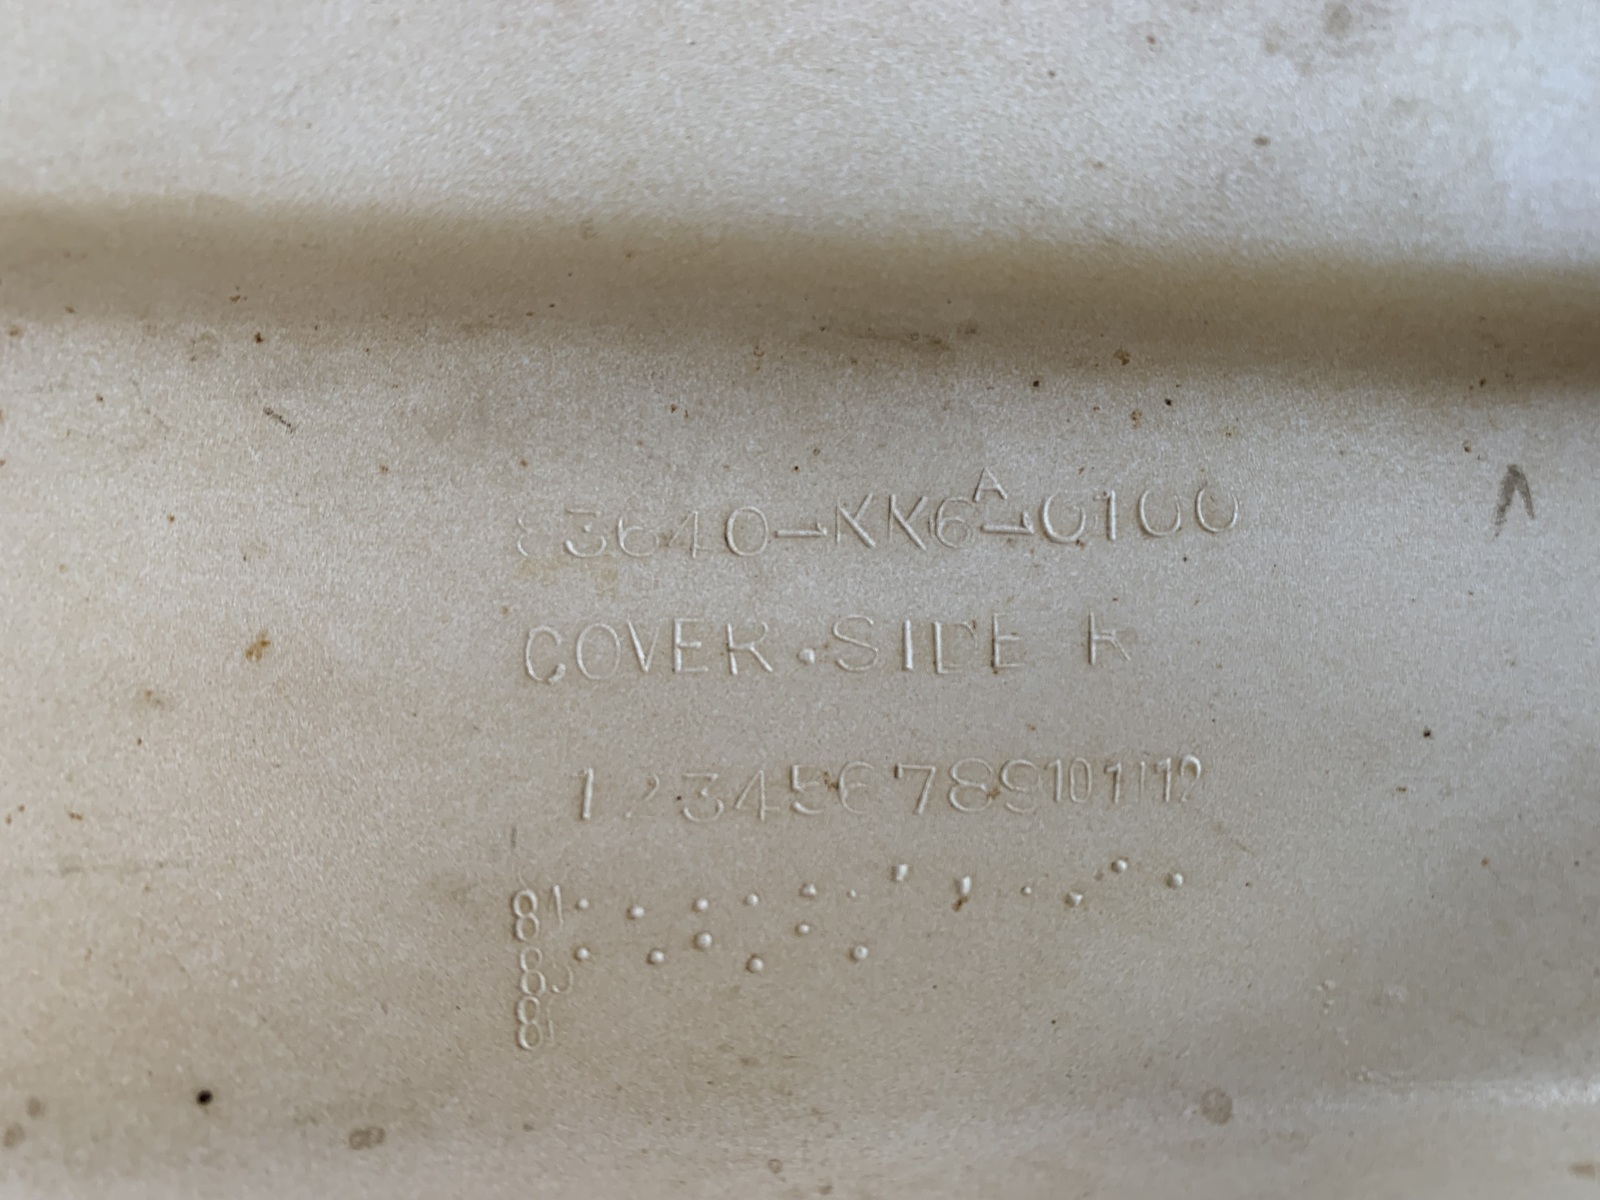 A
83640-KK6-0100
COVER·SIDE R
1 2 3 4 5 6 7 8 9 10 11 12
81